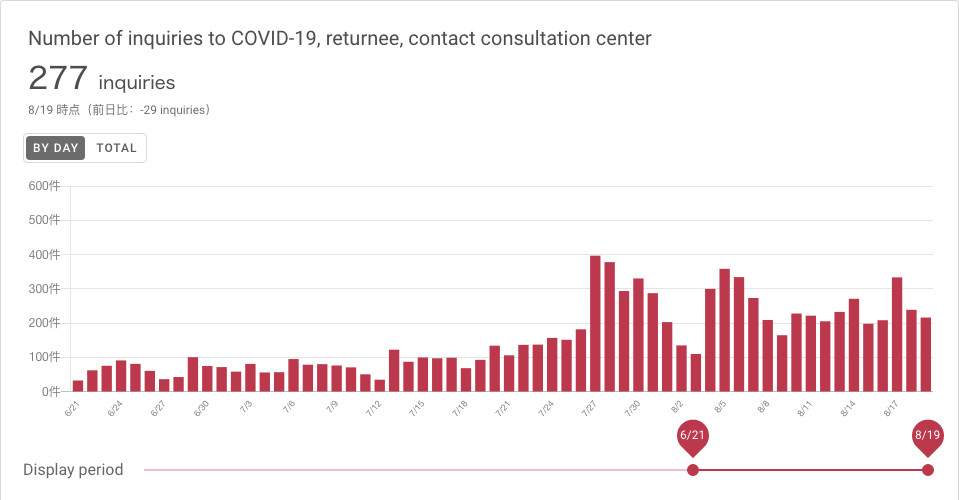 Number of inquiries to COVID-19, returnee, contact consultation center
277 inquiries
8/19 時点（前日比： -29 inquiries）
BY DAY TOTAL
600件
500件
400件
300件
200件
100件
0件
6/21 6/24 6/27 6/30 7/3 7/6 7/9 7/12 7/15 7/18 7/21 7/24 7/27 7/30 8/2 8/5 8/8 8/11 8/14 8/17
6/21 8/19
Display period